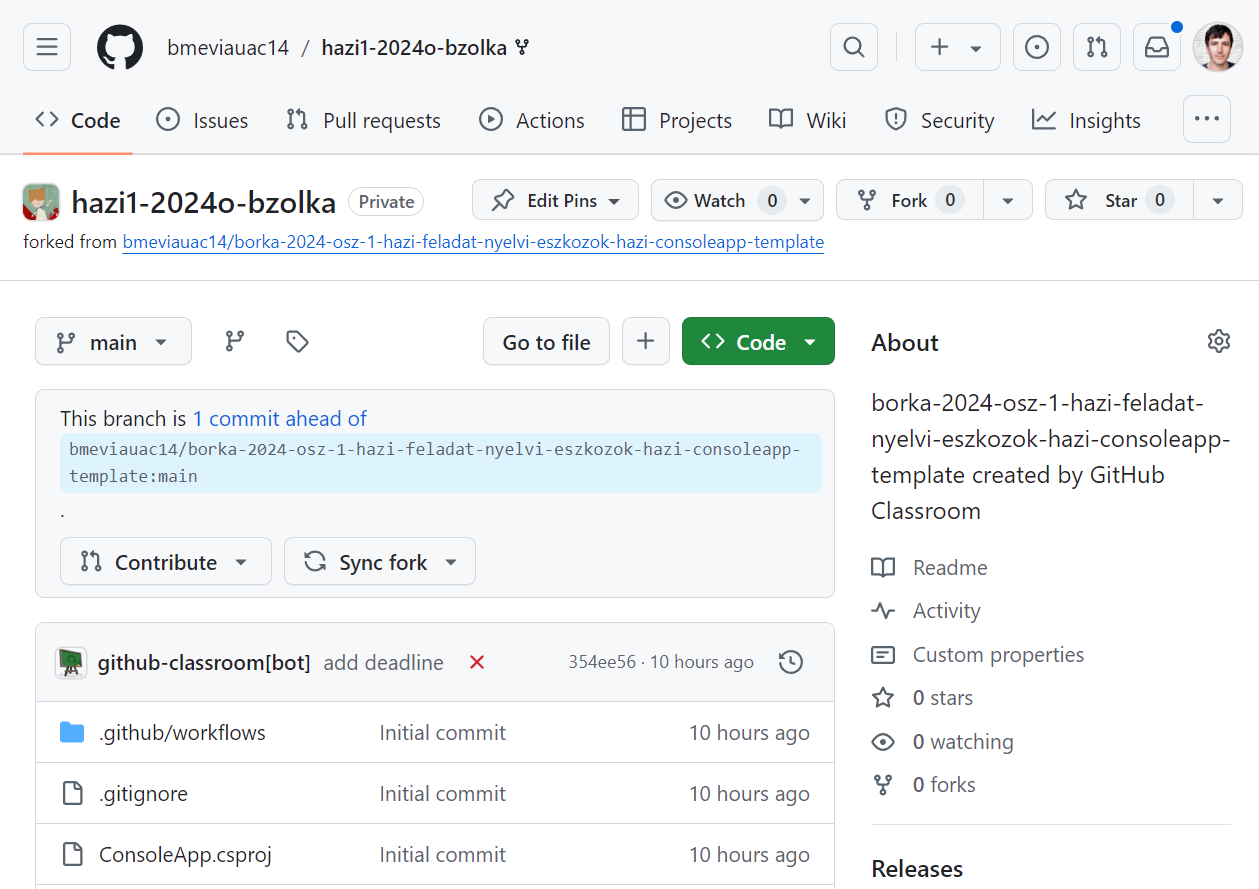 bmeviauac14 / hazi1-2024o-bzolka
Code Issues Pull requests Actions Projects Wiki Security Insights
hazi1-2024o-bzolka Private Edit Pins Watch 0 Fork 0 Star 0
forked from bmeviauac14/borka-2024-osz-1-hazi-feladat-nyelvi-eszkozok-hazi-consoleapp-template
main Go to file Code
This branch is 1 commit ahead of
bmeviauac14/borka-2024-osz-1-hazi-feladat-nyelvi-eszkozok-hazi-consoleapp-
template:main
.
Contribute Sync fork
github-classroom[bot] add deadline 354ee56 · 10 hours ago
.github/workflows Initial commit 10 hours ago
.gitignore Initial commit 10 hours ago
ConsoleApp.csproj Initial commit 10 hours ago
About
borka-2024-osz-1-hazi-feladat-
nyelvi-eszkozok-hazi-consoleapp-
template created by GitHub
Classroom
Readme
Activity
Custom properties
0 stars
0 watching
0 forks
Releases